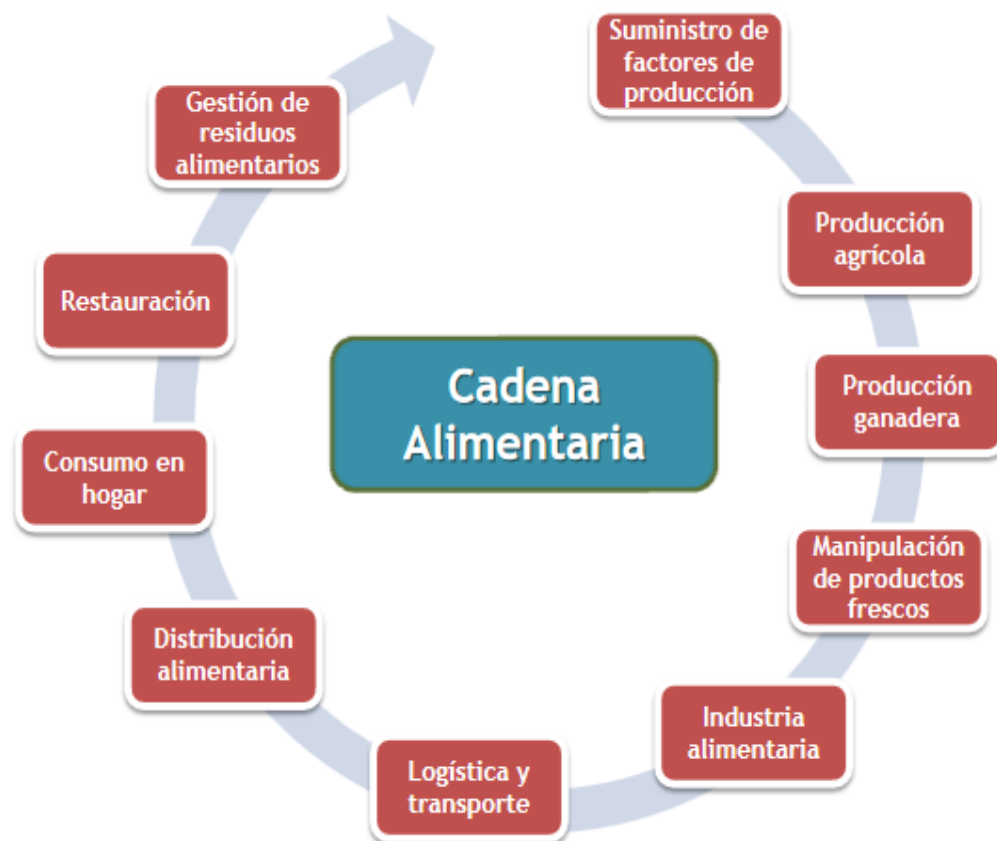 Suministro de
factores de
producción
Producción
agrícola
Producción
ganadera
Manipulación
de productos
frescos
Industria
alimentaria
Logística y
transporte
Distribución
alimentaria
Consumo en
hogar
Restauración
Gestión de
residuos
alimentarios
Cadena
Alimentaria